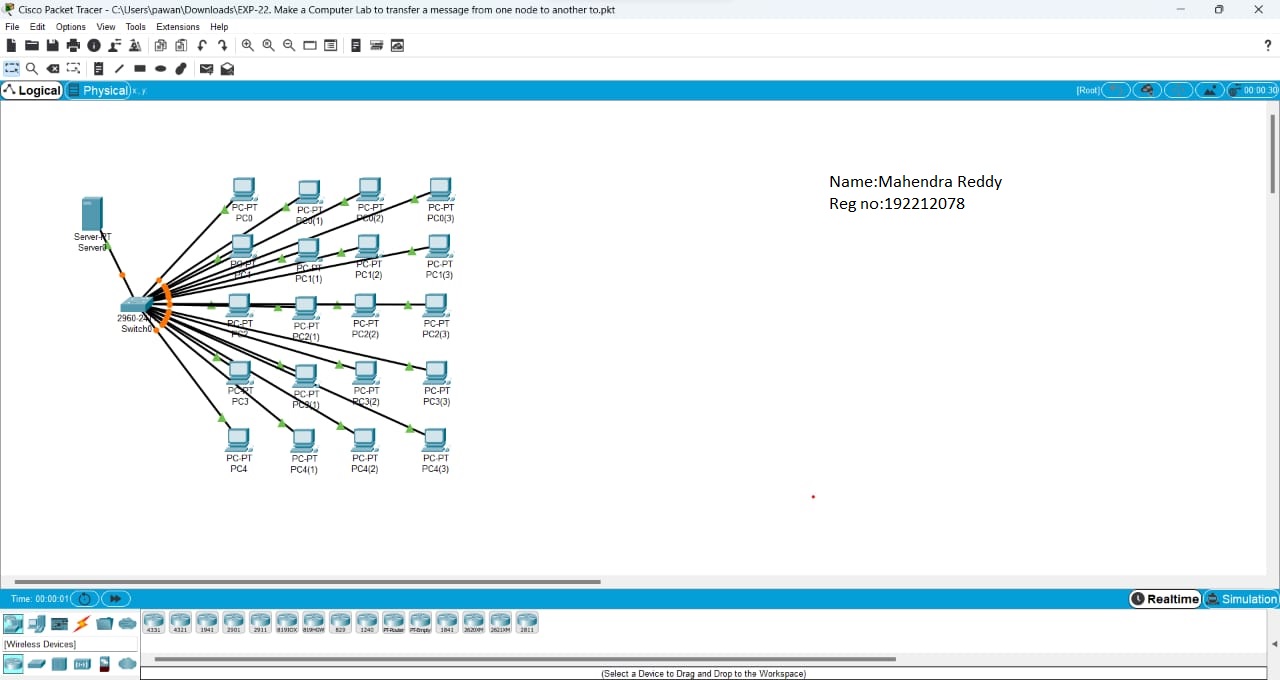 Cisco Packet Tracer - C:\Users\pawan\Downloads\EXP-22. Make a Computer Lab to transfer a message from one node to another to.pkt
File Edit Options View Tools Extensions Help
?
Logical Physical x, y [Root] 00:00:30
Name:Mahendra Reddy
Reg no:192212078
PC-PT PC-PT PC-PT PC-PT
PC0 PC0(1) PC0(2) PC0(3)
Server-PT
Server0
PC-PT PC-PT PC-PT PC-PT
PC1 PC1(1) PC1(2) PC1(3)
2960-24
Switch0
PC-PT PC-PT PC-PT PC-PT
PC2 PC2(1) PC2(2) PC2(3)
PC-PT PC-PT PC-PT PC-PT
PC3 PC3(1) PC3(2) PC3(3)
PC-PT PC-PT PC-PT PC-PT
PC4 PC4(1) PC4(2) PC4(3)
Time: 00:00:01 Realtime Simulation
4331 4321 1941 2901 2911 819IOX 819HGW 829 1240 PT-Router PT-Empty 1841 2620XM 2621XM 2811
[Wireless Devices]
(Select a Device to Drag and Drop to the Workspace)